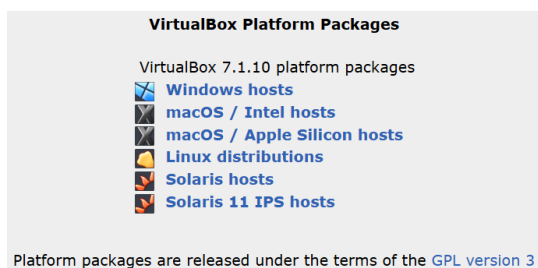 VirtualBox Platform Packages
VirtualBox 7.1.10 platform packages
Windows hosts
macOS / Intel hosts
macOS / Apple Silicon hosts
Linux distributions
Solaris hosts
Solaris 11 IPS hosts
Platform packages are released under the terms of the GPL version 3